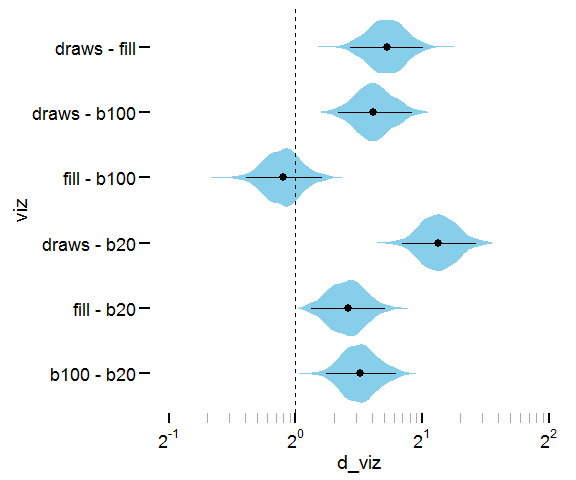 draws - fill
draws - b100
fill - b100
draws - b20
fill - b20
b100 - b20
viz
2^-1 2^0 2^1 2^2
d_viz